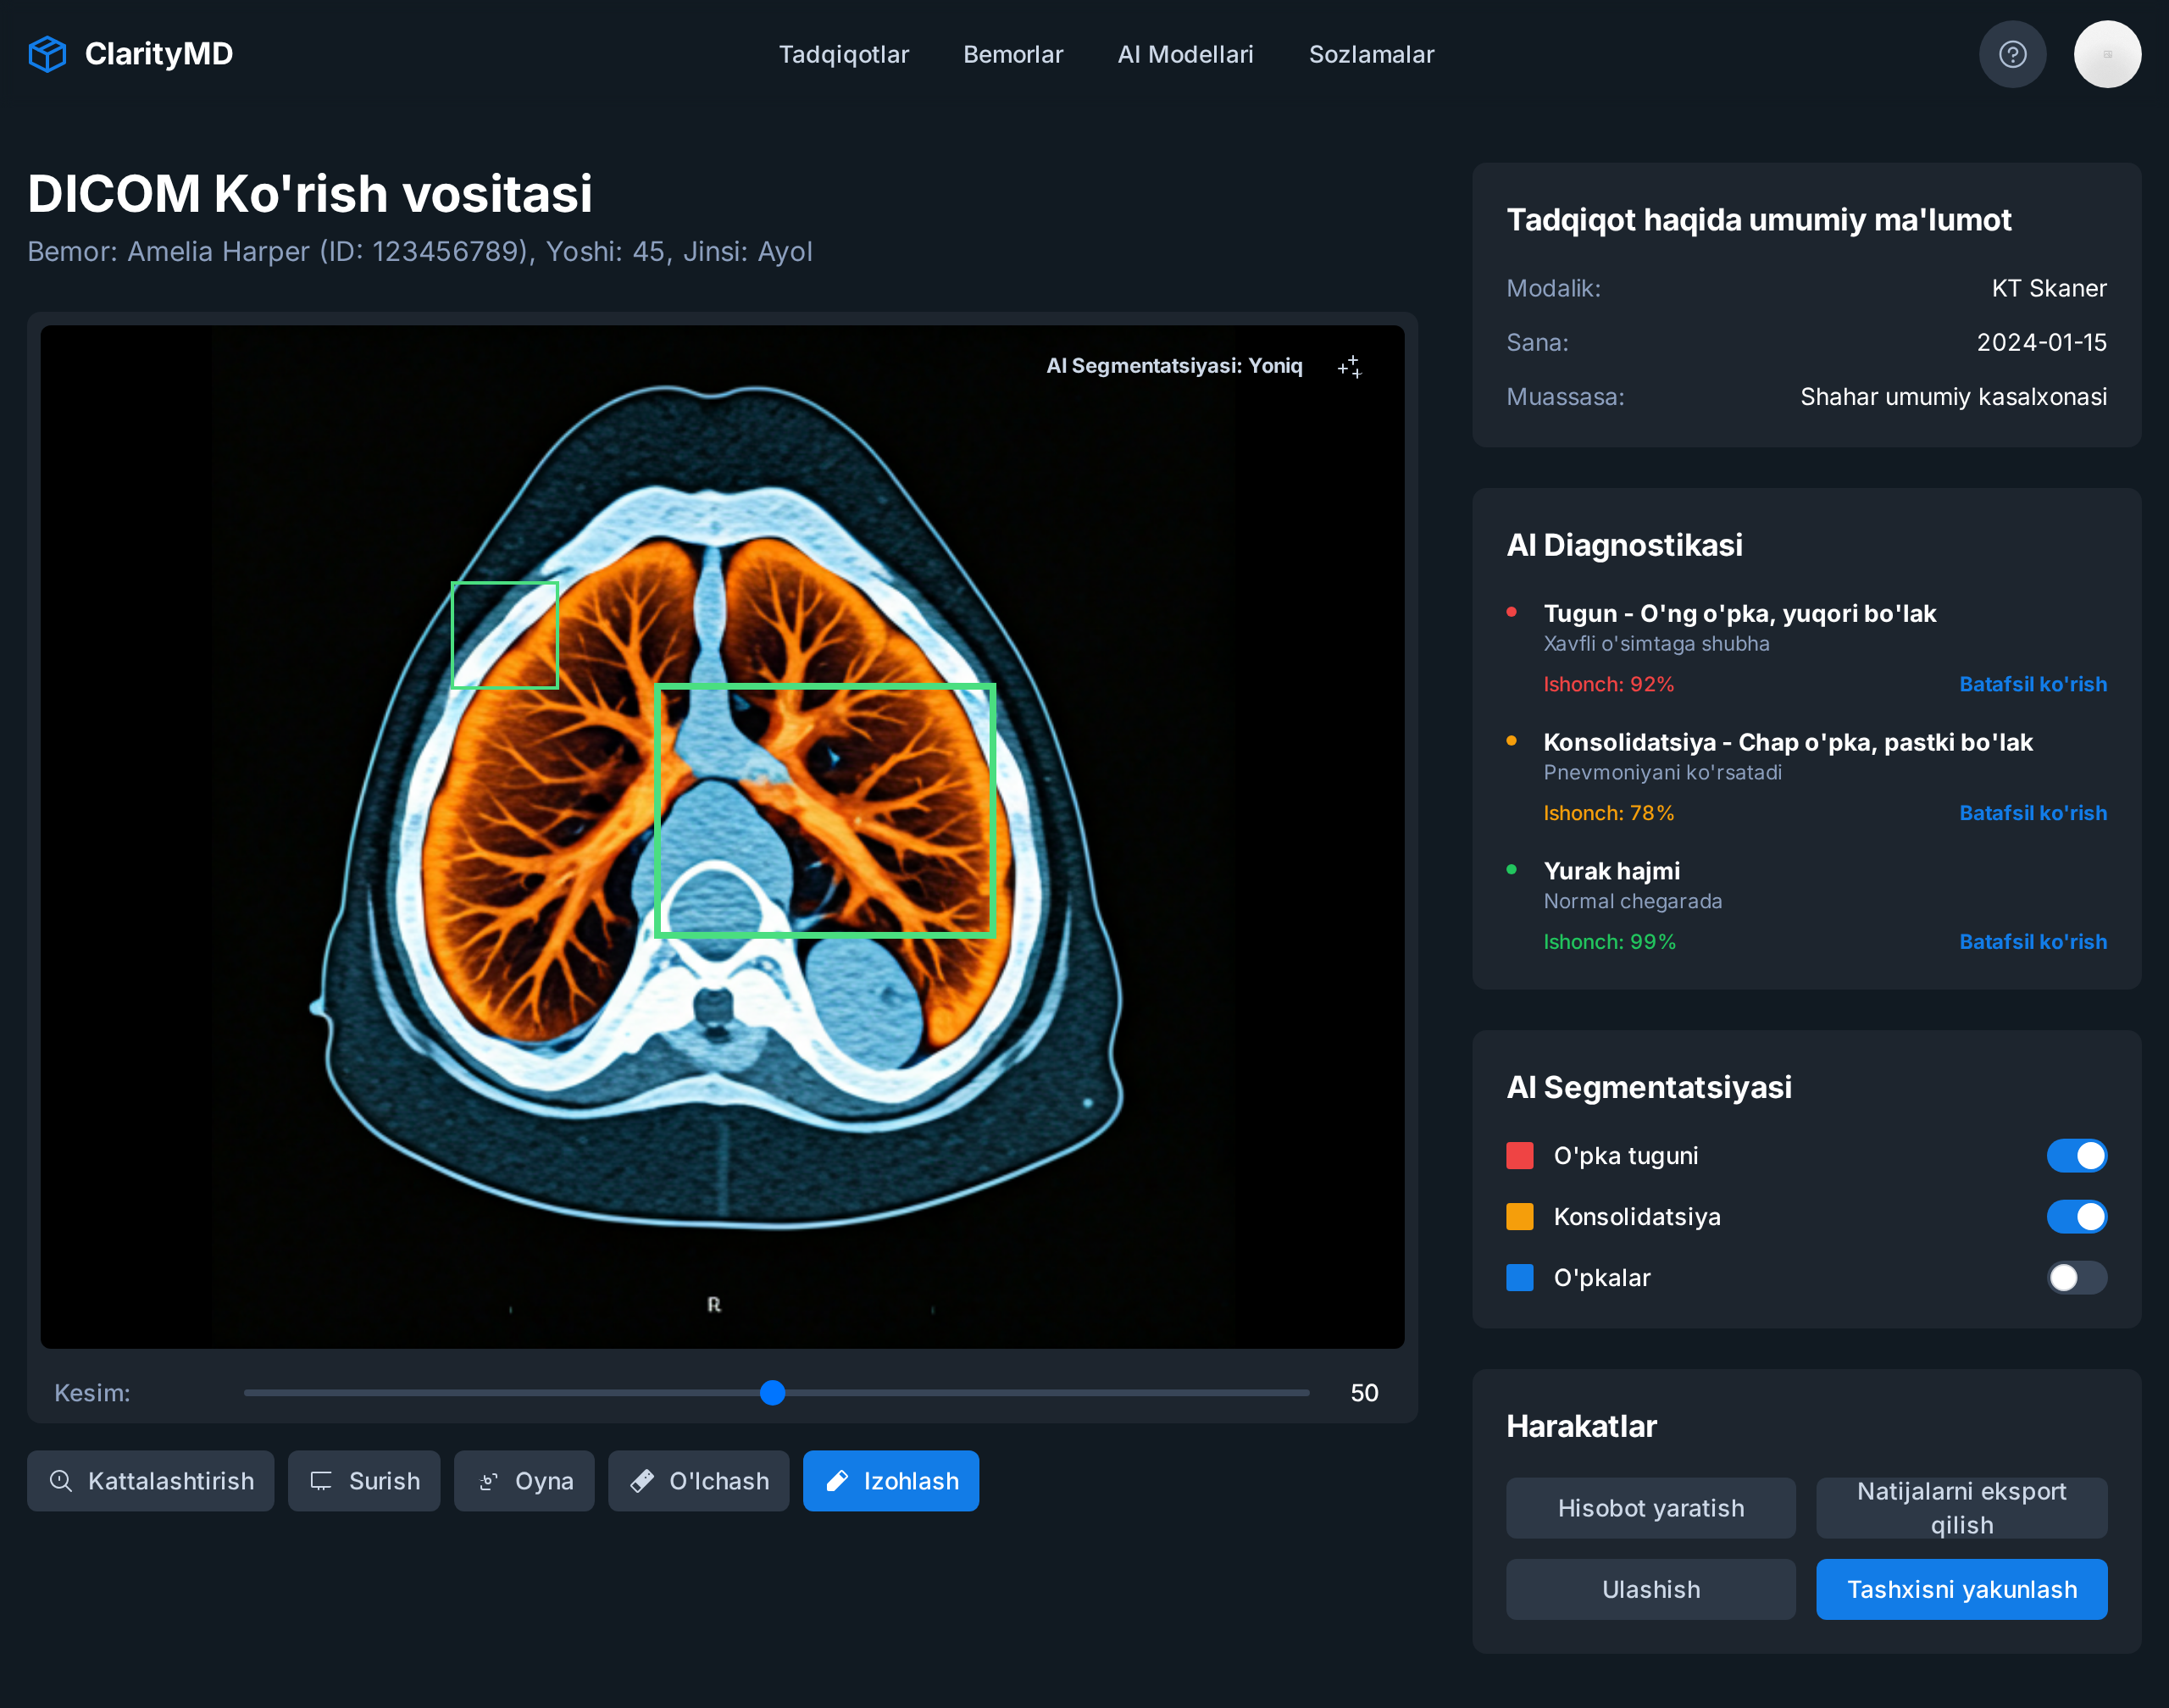 ClarityMD
Tadqiqotlar
Bemorlar
AI Modellari
Sozlamalar
DICOM Ko'rish vositasi
Bemor: Amelia Harper (ID: 123456789), Yoshi: 45, Jinsi: Ayol
AI Segmentatsiyasi: Yoniq
R
Kesim:
50
Kattalashtirish
Surish
Oyna
O'lchash
Izohlash
Tadqiqot haqida umumiy ma'lumot
Modalik:
KT Skaner
Sana:
2024-01-15
Muassasa:
Shahar umumiy kasalxonasi
AI Diagnostikasi
Tugun - O'ng o'pka, yuqori bo'lak
Xavfli o'simtaga shubha
Ishonch: 92%
Batafsil ko'rish
Konsolidatsiya - Chap o'pka, pastki bo'lak
Pnevmoniyani ko'rsatadi
Ishonch: 78%
Batafsil ko'rish
Yurak hajmi
Normal chegarada
Ishonch: 99%
Batafsil ko'rish
AI Segmentatsiyasi
O'pka tuguni
Konsolidatsiya
O'pkalar
Harakatlar
Hisobot yaratish
Natijalarni eksport
qilish
Ulashish
Tashxisni yakunlash